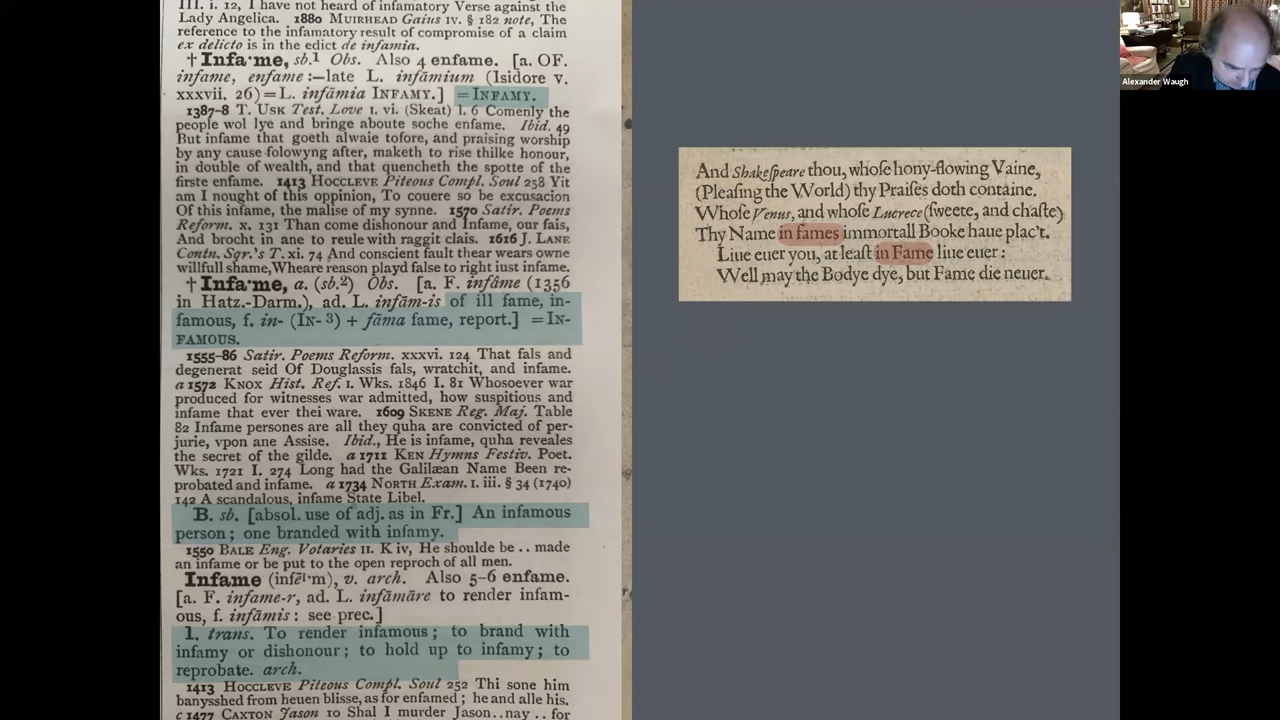 III. i. 12, I have not heard of infamatory Verse against the
Lady Angelica. 1880 MUIRHEAD Gaius IV. § 182 note, The
reference to the infamatory result of compromise of a claim
ex delicto is in the edict de infamia.
†Infa·me, sb.¹ Obs. Also 4 enfame. [a. OF.
infame, enfame :—late L. infāmium (Isidore v.
xxxvii. 26) = L. infāmia INFAMY.] = INFAMY.
1387-8 T. USK Test. Love I. vi. (Skeat) l. 6 Comenly the
people wol lye and bringe aboute soche enfame. Ibid. 49
But infame that goeth alwaie tofore, and praising worship
by any cause folowyng after, maketh to rise thilke honour,
in double of wealth, and that quencheth the spotte of the
firste enfame. 1413 HOCCLEVE Piteous Compl. Soul 258 Yit
am I nought of this oppinion, To couere so be excusacion
Of this infame, the malise of my synne. 1570 Satir. Poems
Reform. x. 131 Than come dishonour and Infame, our fais,
And brocht in ane to reule with raggit clais. 1616 J. LANE
Contn. Sqr.'s T. xi. 74 And conscient fault thear wears owne
willfull shame, Wheare reason playd false to right iust infame.
†Infa·me, a. (sb.²) Obs. [a. F. infâme (1356
in Hatz.-Darm.), ad. L. infām-is of ill fame, in-
famous, f. in- (IN- ³) + fāma fame, report.] = IN-
FAMOUS.
1555-86 Satir. Poems Reform. xxxvi. 124 That fals and
degenerat seid Of Douglassis fals, wratchit, and infame.
a 1572 KNOX Hist. Ref. I. Wks. 1846 I. 81 Whosoever war
produced for witnesses war admitted, how suspitious and
infame that ever thei ware. 1609 SKENE Reg. Maj. Table
82 Infame persones are all they quha are convicted of per-
jurie, vpon ane Assise. Ibid., He is infame, quha reveales
the secret of the gilde. a 1711 KEN Hymns Festiv. Poet.
Wks. 1721 I. 274 Long had the Galilæan Name Been re-
probated and infame. a 1734 NORTH Exam. I. iii. § 34 (1740)
142 A scandalous, infame State Libel.
B. sb. [absol. use of adj. as in Fr.] An infamous
person; one branded with infamy.
1550 BALE Eng. Votaries II. K iv, He shoulde be .. made
an infame or be put to the open reproch of all men.
Infame (infēˈm), v. arch. Also 5-6 enfame.
[a. F. infame-r, ad. L. infāmāre to render infam-
ous, f. infāmis: see prec.]
1. trans. To render infamous; to brand with
infamy or dishonour; to hold up to infamy; to
reprobate. arch.
1413 HOCCLEVE Piteous Compl. Soul 252 Thi sone him
banysshed from heuen blisse, as for enfamed; he and alle his.
c 1477 CAXTON Jason 10 Shal I murder Jason..nay .. for
And Shakeſpeare thou, whoſe hony-flowing Vaine,
(Pleaſing the World) thy Praiſes doth containe.
Whoſe Venus, and whoſe Lucrece (ſweete, and chaſte)
Thy Name in fames immortall Booke haue plac't.
Liue euer you, at leaſt in Fame liue euer:
Well may the Bodye dye, but Fame die neuer.
Alexander Waugh